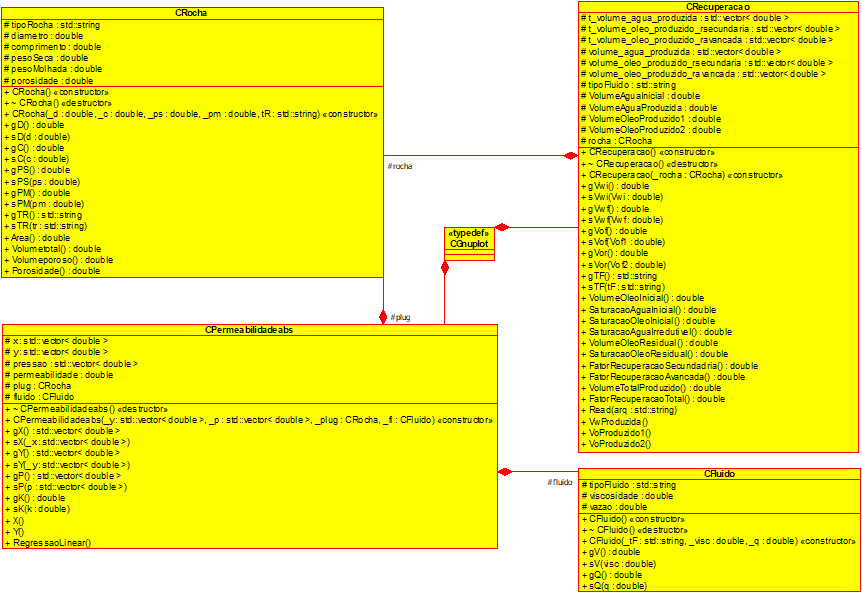 CRocha
# tipoRocha : std::string
# diametro : double
# comprimento : double
# pesoSeca : double
# pesoMolhada : double
# porosidade : double
+ CRocha() «constructor»
+ ~ CRocha() «destructor»
+ CRocha(_d : double, _c : double, _ps : double, _pm : double, tR : std::string) «constructor»
+ gD() : double
+ sD(d : double)
+ gC() : double
+ sC(c : double)
+ gPS() : double
+ sPS(ps : double)
+ gPM() : double
+ sPM(pm : double)
+ gTR() : std::string
+ sTR(tr : std::string)
+ Area() : double
+ Volumetotal() : double
+ Volumeporoso() : double
+ Porosidade() : double
CRecuperacao
# t_volume_agua_produzida : std::vector< double >
# t_volume_oleo_produzido_rsecundaria : std::vector< double >
# t_volume_oleo_produzido_ravancada : std::vector< double >
# volume_agua_produzida : std::vector< double >
# volume_oleo_produzido_rsecundaria : std::vector< double >
# volume_oleo_produzido_ravancada : std::vector< double >
# tipoFluido : std::string
# VolumeAguaInicial : double
# VolumeAguaProduzida : double
# VolumeOleoProduzido1 : double
# VolumeOleoProduzido2 : double
# rocha : CRocha
+ CRecuperacao() «constructor»
+ ~ CRecuperacao() «destructor»
+ CRecuperacao(_rocha : CRocha) «constructor»
+ gVwi() : double
+ sVwi(Vwi : double)
+ gVwf() : double
+ sVwf(Vwf : double)
+ gVof() : double
+ sVof(Vof1 : double)
+ gVor() : double
+ sVor(Vof2 : double)
+ gTF() : std::string
+ sTF(tF : std::string)
+ VolumeOleoInicial() : double
+ SaturacaoAguaInicial() : double
+ SaturacaoOleoInicial() : double
+ SaturacaoAguaIrredutivel() : double
+ VolumeOleoResidual() : double
+ SaturacaoOleoResidual() : double
+ FatorRecuperacaoSecundadria() : double
+ FatorRecuperacaoAvancada() : double
+ VolumeTotalProduzido() : double
+ FatorRecuperacaoTotal() : double
+ Read(arq : std::string)
+ VwProduzida()
+ VoProduzido1()
+ VoProduzido2()
#rocha
«typedef»
CGnuplot
#plug
CPermeabilidadeabs
# x : std::vector< double >
# y : std::vector< double >
# pressao : std::vector< double >
# permeabilidade : double
# plug : CRocha
# fluido : CFluido
+ ~ CPermeabilidadeabs() «destructor»
+ CPermeabilidadeabs(_y : std::vector< double >, _p : std::vector< double >, _plug : CRocha, _fl : CFluido) «constructor»
+ gX() : std::vector< double >
+ sX(_x : std::vector< double >)
+ gY() : std::vector< double >
+ sY(_y : std::vector< double >)
+ gP() : std::vector< double >
+ sP(p : std::vector< double >)
+ gK() : double
+ sK(k : double)
+ X()
+ Y()
+ RegressaoLinear()
#fluido
CFluido
# tipoFluido : std::string
# viscosidade : double
# vazao : double
+ CFluido() «constructor»
+ ~ CFluido() «destructor»
+ CFluido(_tF : std::string, _visc : double, _q : double) «constructor»
+ gV() : double
+ sV(visc : double)
+ gQ() : double
+ sQ(q : double)